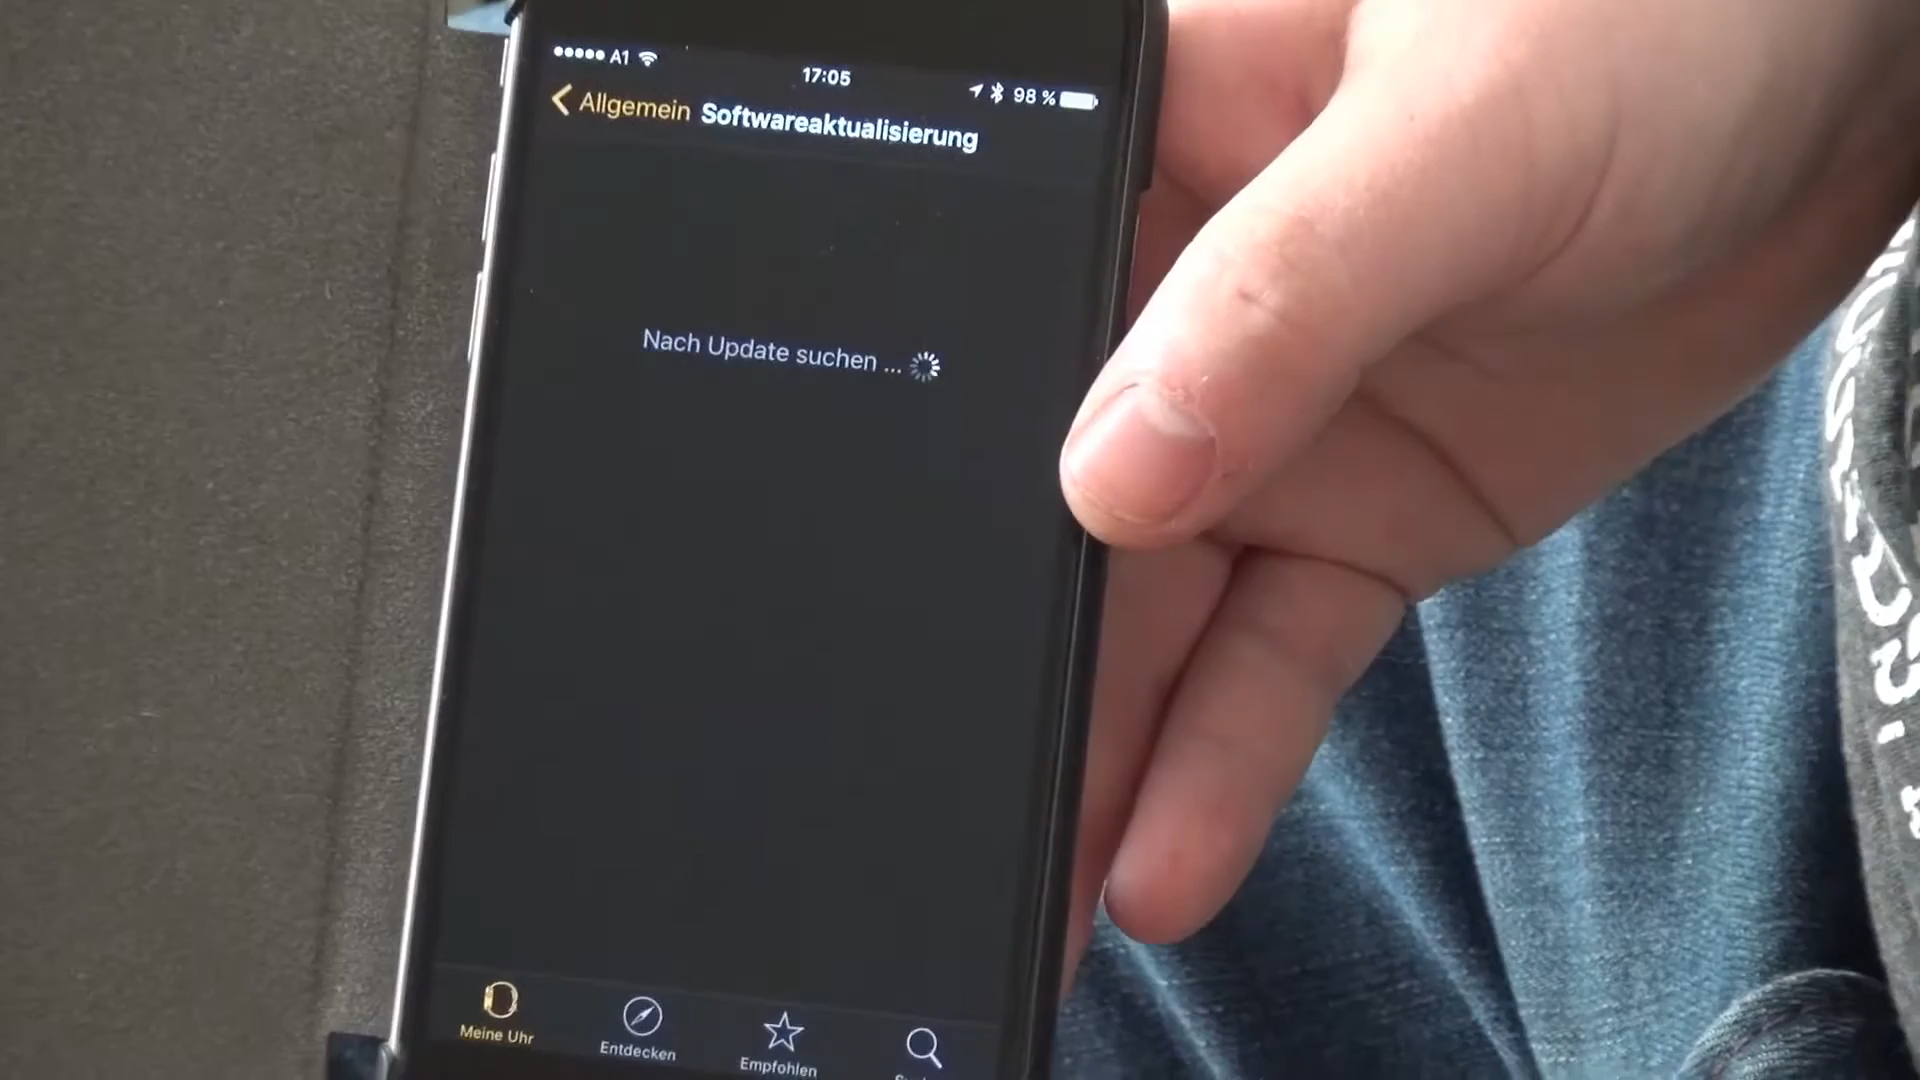 A1 17:05 98 %
Allgemein Softwareaktualisierung
Nach Update suchen ...
Meine Uhr Entdecken Empfohlen